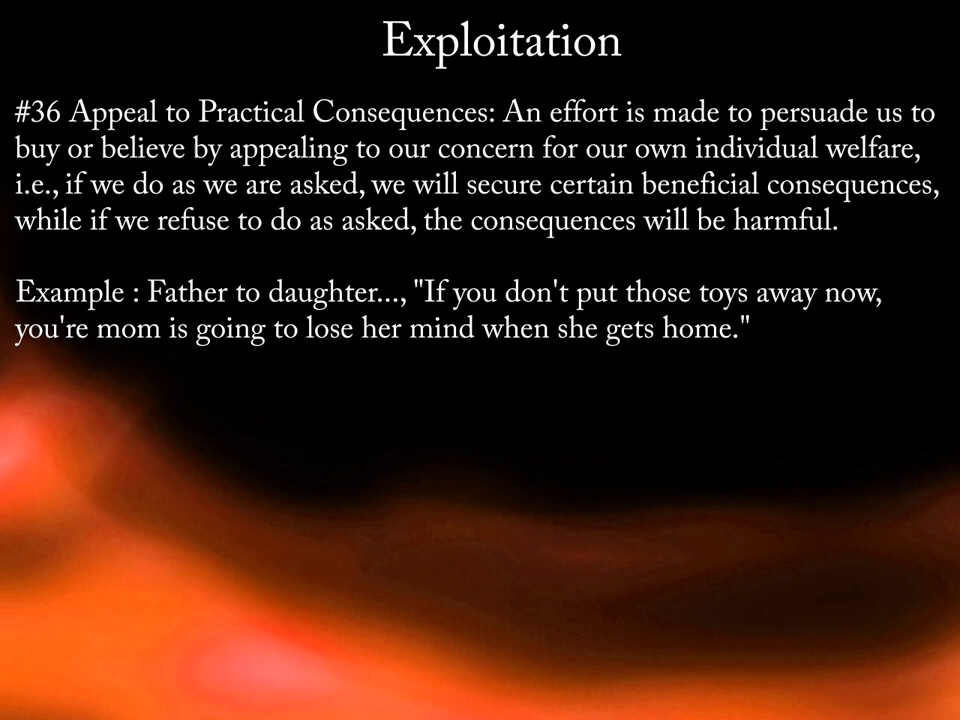 Exploitation
#36 Appeal to Practical Consequences: An effort is made to persuade us to
buy or believe by appealing to our concern for our own individual welfare,
i.e., if we do as we are asked, we will secure certain beneficial consequences,
while if we refuse to do as asked, the consequences will be harmful.
Example : Father to daughter..., "If you don't put those toys away now,
you're mom is going to lose her mind when she gets home."